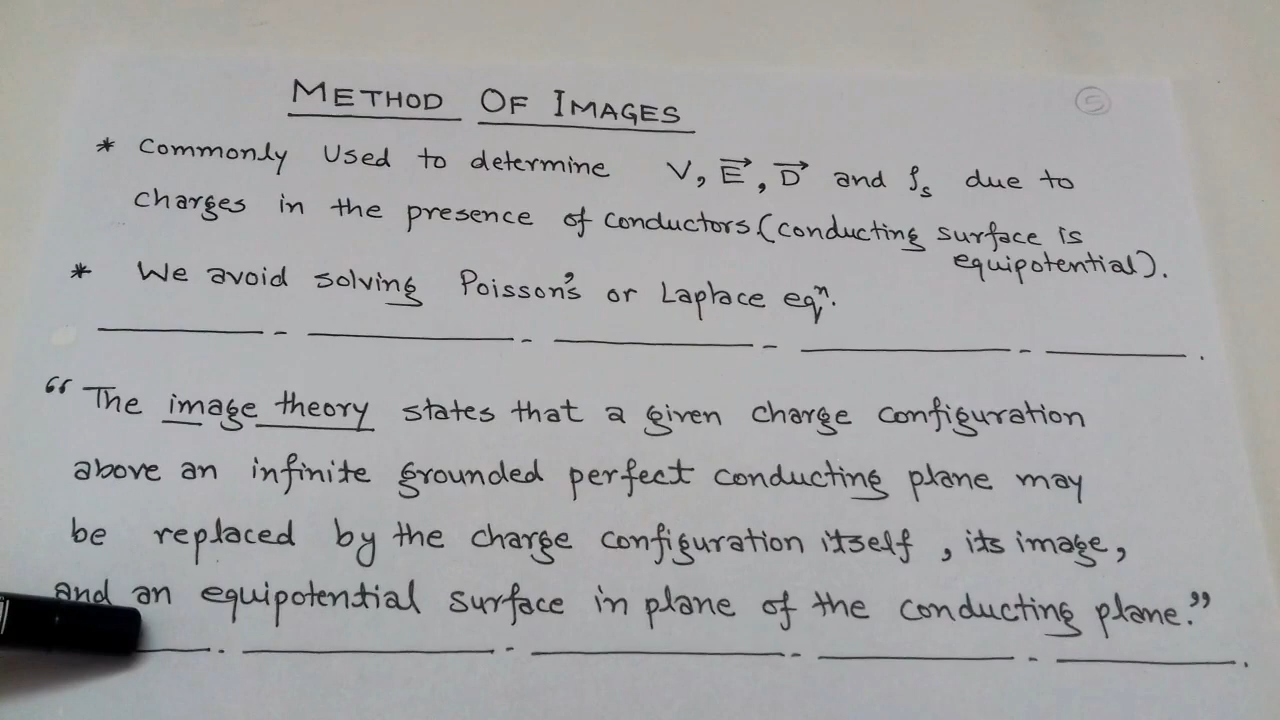 METHOD OF IMAGES
5
* Commonly Used to determine V, E⃗, D⃗ and ρₛ due to
charges in the presence of conductors. (conducting surface is
equipotential).
* We avoid solving Poisson's or Laplace eqⁿ.
“The image theory states that a given charge configuration
above an infinite grounded perfect conducting plane may
be replaced by the charge configuration itself, its image,
and an equipotential surface in plane of the conducting plane.”